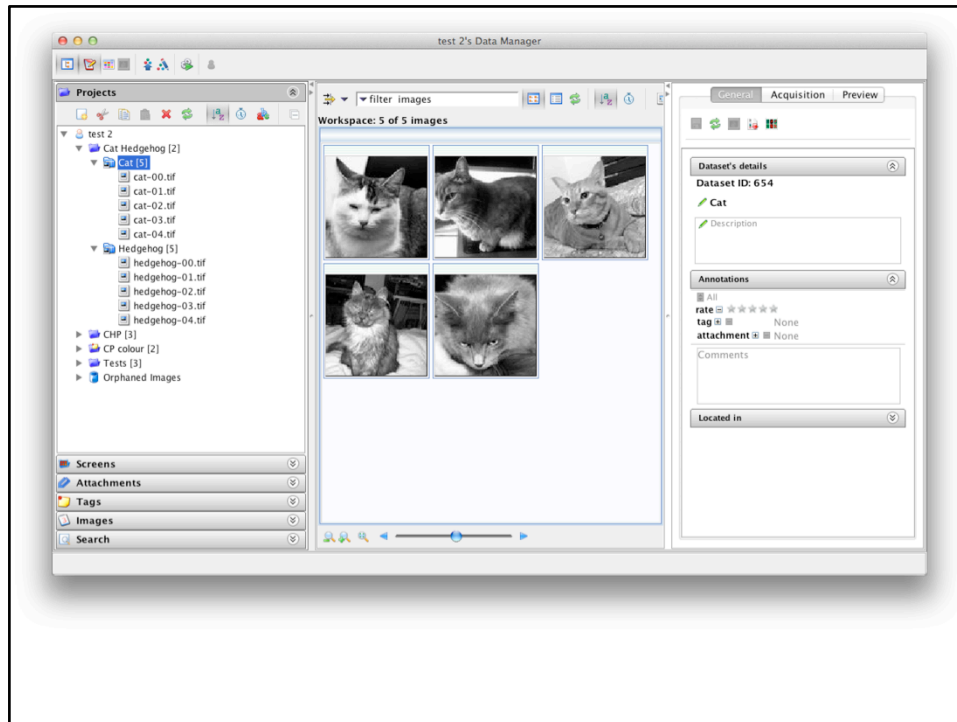 test 2's Data Manager
Projects
test 2
Cat Hedgehog [2]
Cat [5]
cat-00.tif
cat-01.tif
cat-02.tif
cat-03.tif
cat-04.tif
Hedgehog [5]
hedgehog-00.tif
hedgehog-01.tif
hedgehog-02.tif
hedgehog-03.tif
hedgehog-04.tif
CHP [3]
CP colour [2]
Tests [3]
Orphaned Images
Screens
Attachments
Tags
Images
Search
filter images
Workspace: 5 of 5 images
General Acquisition Preview
Dataset's details
Dataset ID: 654
Cat
Description
Annotations
All
rate
tag None
attachment None
Comments
Located in